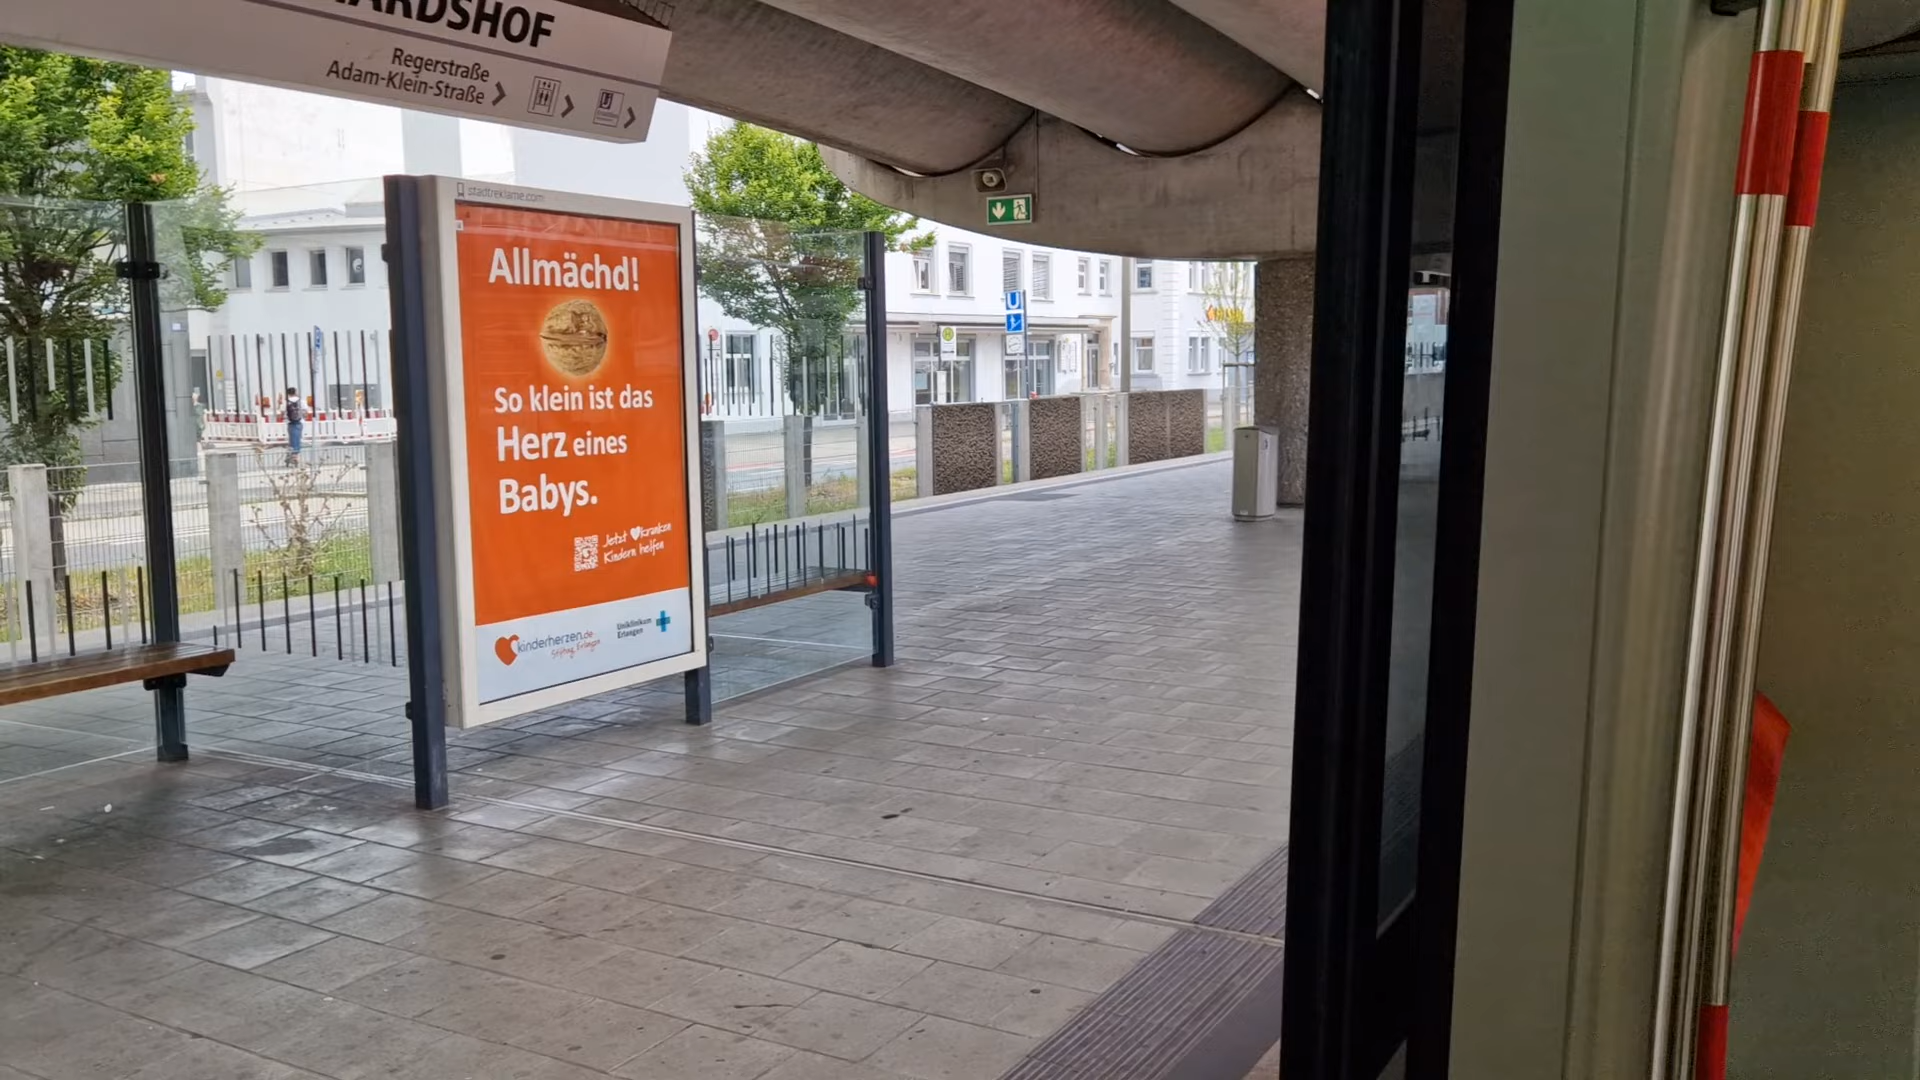 ARDSHOF
Regerstraße
Adam-Klein-Straße
U
stadtreklame.com
Allmächd!
So klein ist das
Herz eines
Babys.
Jetzt kranken
Kindern helfen
kinderherzen.de
Stiftung Erlangen
Uniklinikum
Erlangen
U
H